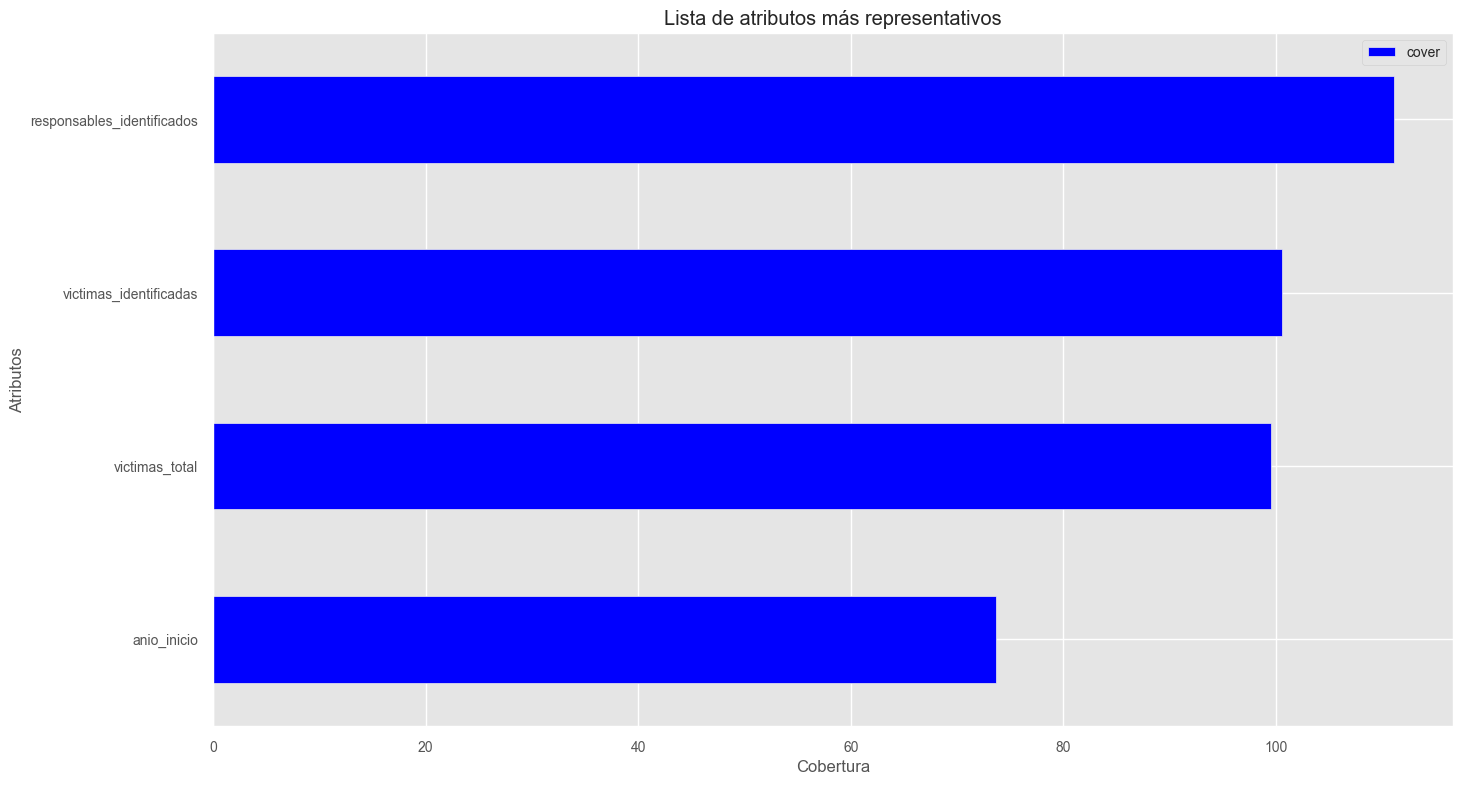 Lista de atributos más representativos
cover
responsables_identificados
victimas_identificadas
victimas_total
anio_inicio
Atributos
0 20 40 60 80 100
Cobertura